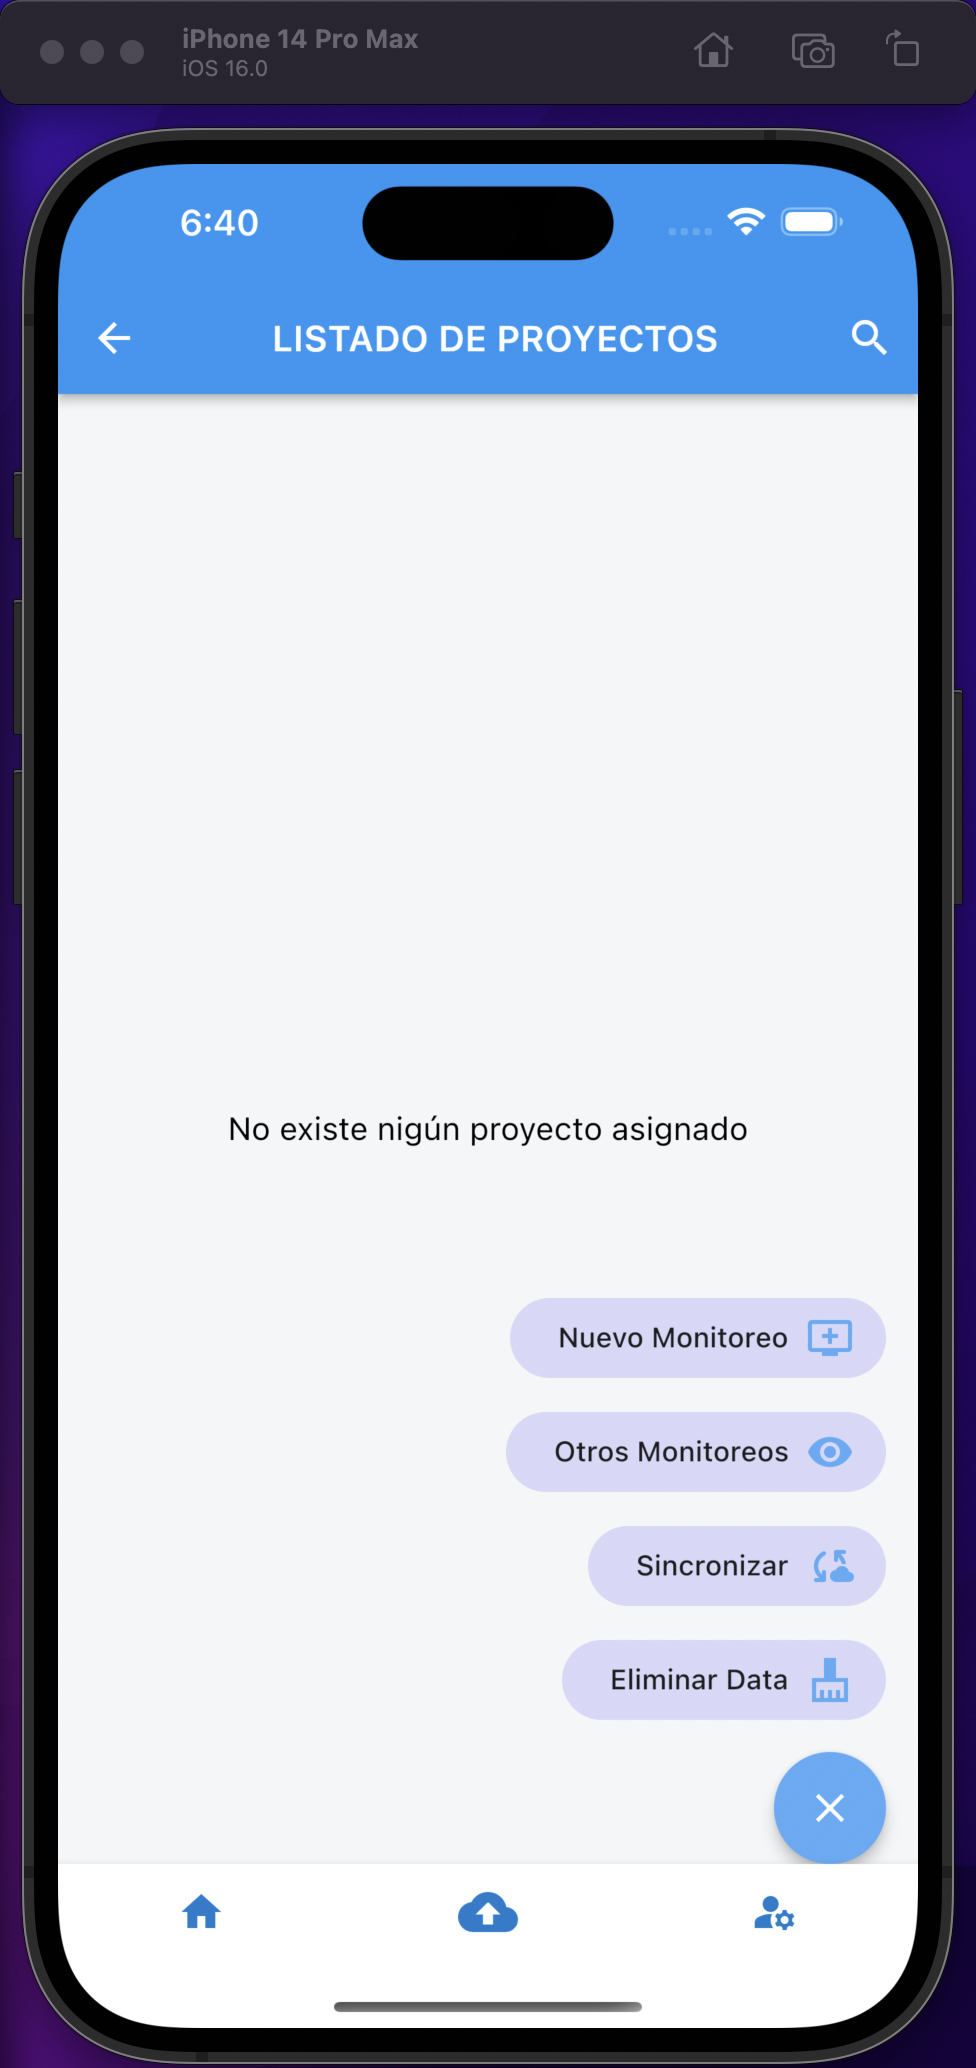 iPhone 14 Pro Max
iOS 16.0
6:40
LISTADO DE PROYECTOS
No existe nigún proyecto asignado
Nuevo Monitoreo
Otros Monitoreos
Sincronizar
Eliminar Data